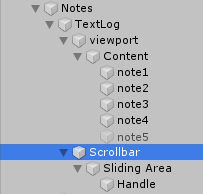 Notes
TextLog
viewport
Content
note1
note2
note3
note4
note5
Scrollbar
Sliding Area
Handle